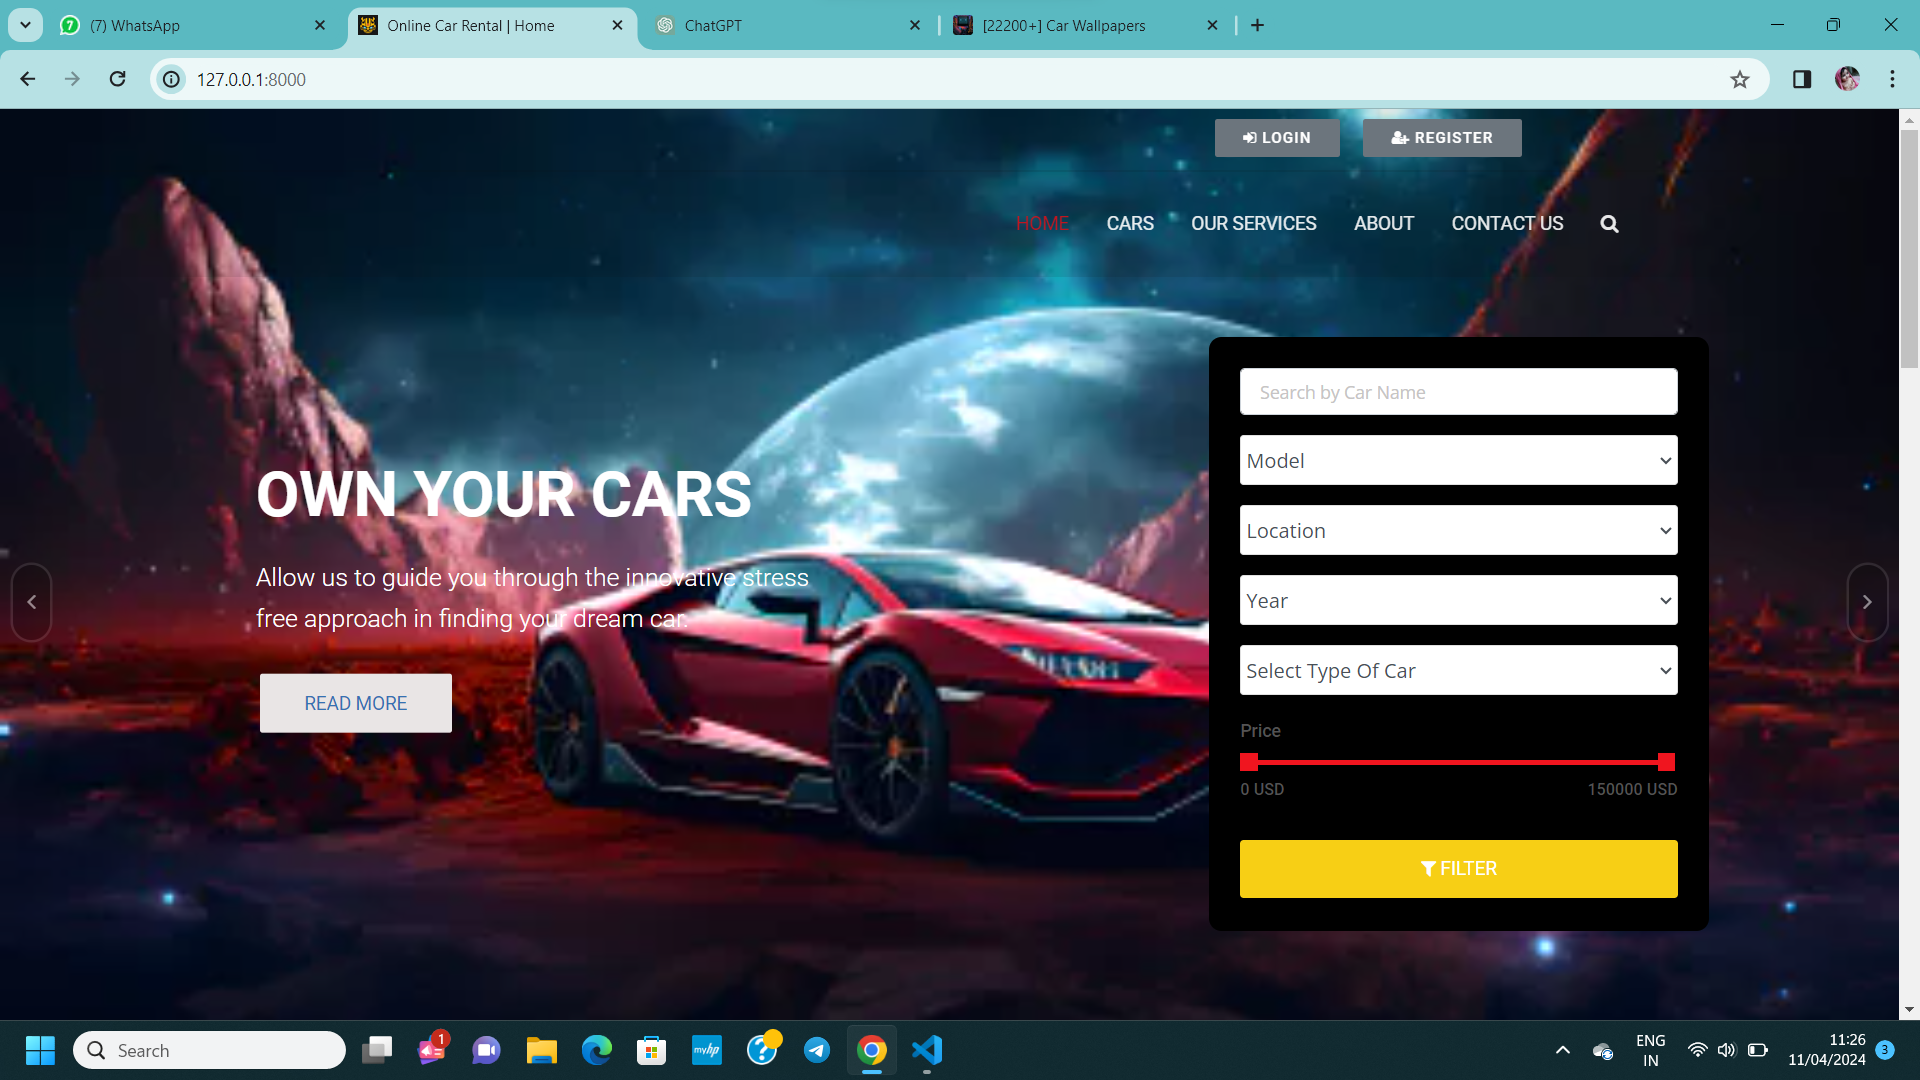 (7) WhatsApp
Online Car Rental | Home
ChatGPT
[22200+] Car Wallpapers
127.0.0.1:8000
LOGIN
REGISTER
HOME
CARS
OUR SERVICES
ABOUT
CONTACT US
OWN YOUR CARS
Allow us to guide you through the innovative stress
free approach in finding your dream car.
READ MORE
Search by Car Name
Model
Location
Year
Select Type Of Car
Price
0 USD
150000 USD
FILTER
Search
1
myhp
ENG
IN
11:26
11/04/2024
3